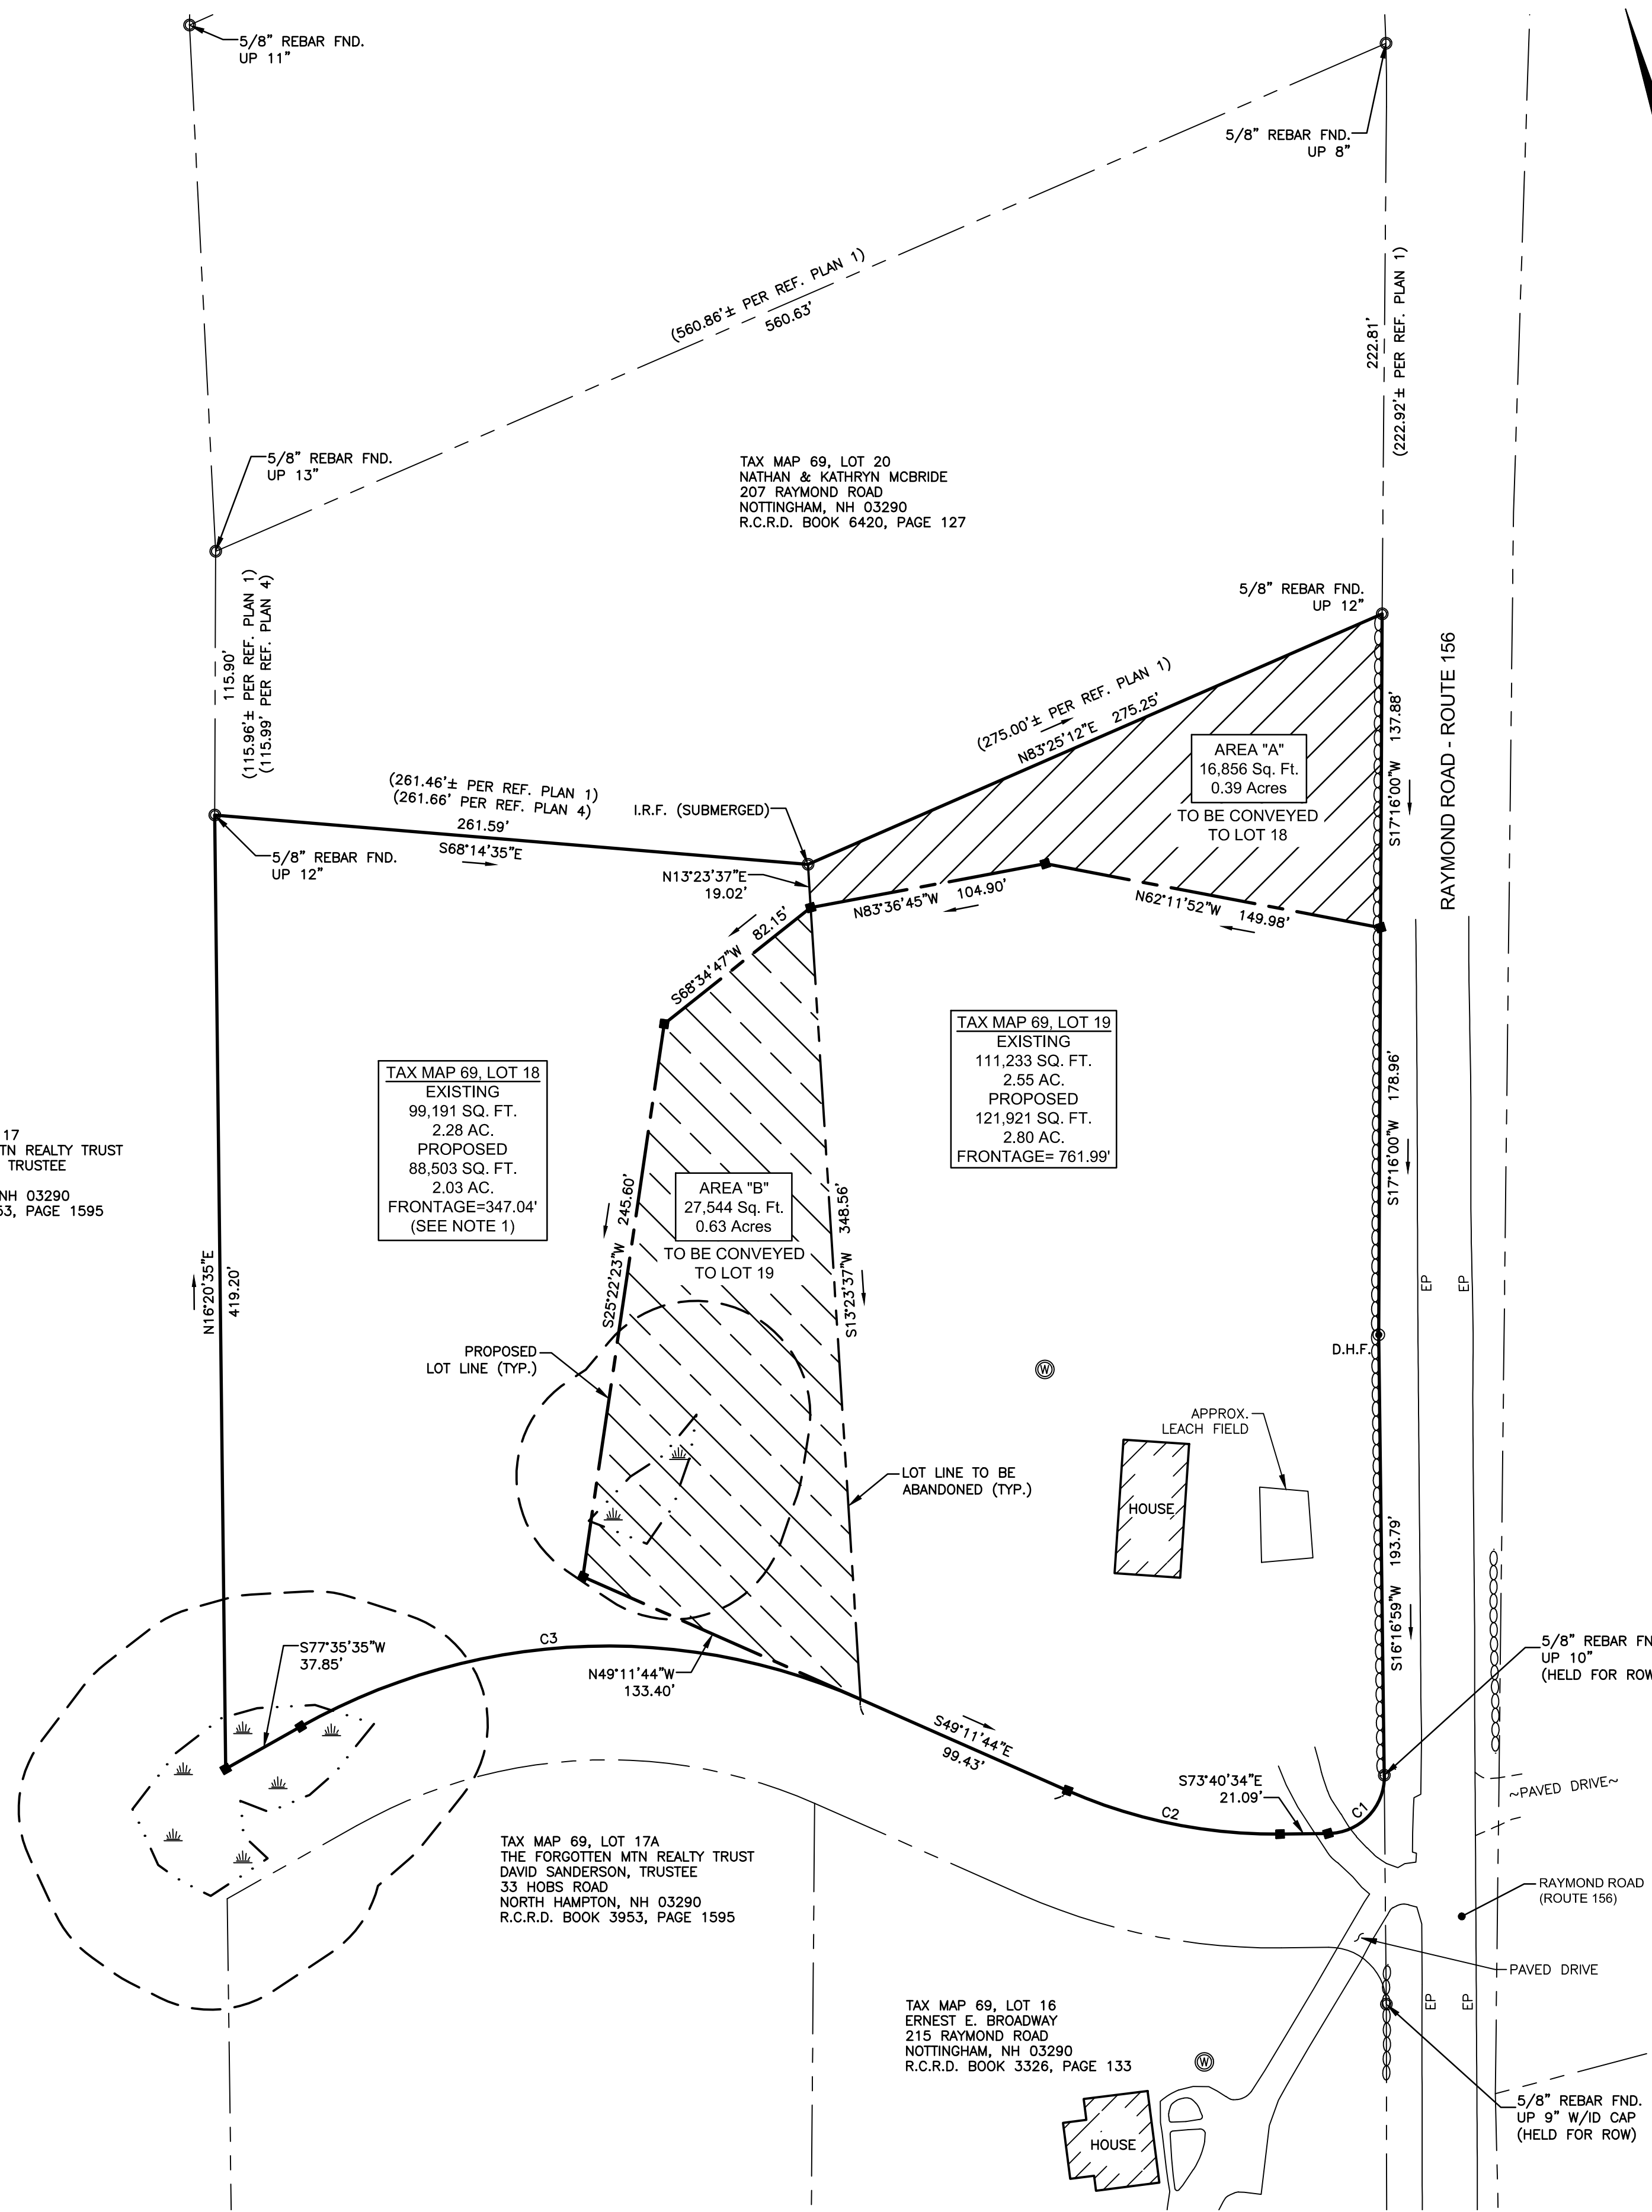 5/8" REBAR FND.
UP 11"
5/8" REBAR FND.
UP 8"
(560.86'± PER REF. PLAN 1)
560.63'
222.81'
(222.92'± PER REF. PLAN 1)
5/8" REBAR FND.
UP 13"
TAX MAP 69, LOT 20
NATHAN & KATHRYN MCBRIDE
207 RAYMOND ROAD
NOTTINGHAM, NH 03290
R.C.R.D. BOOK 6420, PAGE 127
115.90'
(115.96'± PER REF. PLAN 1)
(115.99' PER REF. PLAN 4)
5/8" REBAR FND.
UP 12"
RAYMOND ROAD - ROUTE 156
(275.00'± PER REF. PLAN 1)
N83°25'12"E 275.25'
S17°16'00"W 137.88'
AREA "A"
16,856 Sq. Ft.
0.39 Acres
TO BE CONVEYED
TO LOT 18
(261.46'± PER REF. PLAN 1)
(261.66' PER REF. PLAN 4)
261.59'
S68°14'35"E
I.R.F. (SUBMERGED)
5/8" REBAR FND.
UP 12"
N13°23'37"E
19.02'
N83°36'45"W 104.90'
N62°11'52"W 149.98'
S68°34'47"W 82.15'
TAX MAP 69, LOT 19
EXISTING
111,233 SQ. FT.
2.55 AC.
PROPOSED
121,921 SQ. FT.
2.80 AC.
FRONTAGE= 761.99'
TAX MAP 69, LOT 18
EXISTING
99,191 SQ. FT.
2.28 AC.
PROPOSED
88,503 SQ. FT.
2.03 AC.
FRONTAGE=347.04'
(SEE NOTE 1)
S17°16'00"W 178.96'
17
TN REALTY TRUST
TRUSTEE
NH 03290
53, PAGE 1595
AREA "B"
27,544 Sq. Ft.
0.63 Acres
TO BE CONVEYED
TO LOT 19
S25°22'23"W 245.60'
348.56'
S13°23'37"W
N16°20'35"E
419.20'
EP
EP
PROPOSED
LOT LINE (TYP.)
D.H.F.
W
APPROX.
LEACH FIELD
LOT LINE TO BE
ABANDONED (TYP.)
HOUSE
S16°16'59"W 193.79'
S77°35'35"W
37.85'
C3
N49°11'44"W
133.40'
5/8" REBAR FN
UP 10"
(HELD FOR ROW
S49°11'44"E
99.43'
S73°40'34"E
21.09'
C2
C1
~PAVED DRIVE~
TAX MAP 69, LOT 17A
THE FORGOTTEN MTN REALTY TRUST
DAVID SANDERSON, TRUSTEE
33 HOBS ROAD
NORTH HAMPTON, NH 03290
R.C.R.D. BOOK 3953, PAGE 1595
RAYMOND ROAD
(ROUTE 156)
PAVED DRIVE
EP
EP
TAX MAP 69, LOT 16
ERNEST E. BROADWAY
215 RAYMOND ROAD
NOTTINGHAM, NH 03290
R.C.R.D. BOOK 3326, PAGE 133
W
5/8" REBAR FND.
UP 9" W/ID CAP
(HELD FOR ROW)
HOUSE